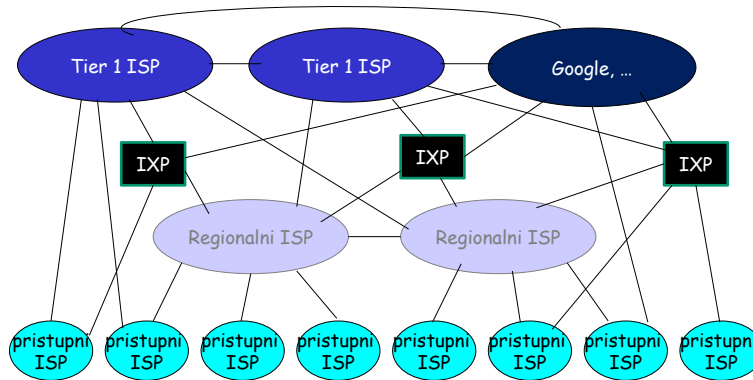 Tier 1 ISP
Tier 1 ISP
Google, …
IXP
IXP
IXP
Regionalni ISP
Regionalni ISP
pristupni
ISP
pristupni
ISP
pristupni
ISP
pristupni
ISP
pristupni
ISP
pristupni
ISP
pristupni
ISP
pristupn
ISP